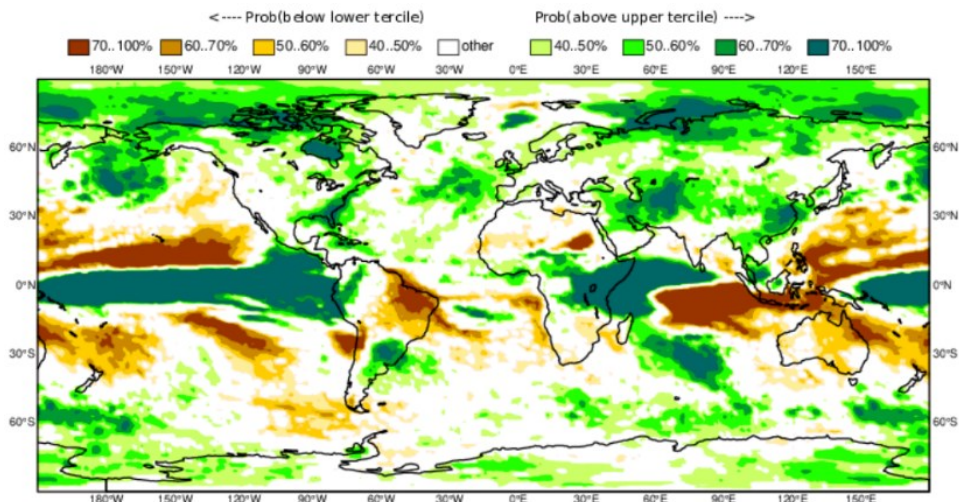 <---- Prob(below lower tercile) Prob(above upper tercile) ---->
70..100% 60..70% 50..60% 40..50% other 40..50% 50..60% 60..70% 70..100%
180°W 150°W 120°W 90°W 60°W 30°W 0°E 30°E 60°E 90°E 120°E 150°E
60°N 60°N
30°N 30°N
0°N 0°N
30°S 30°S
60°S 60°S
180°W 150°W 120°W 90°W 60°W 30°W 0°E 30°E 60°E 90°E 120°E 150°E